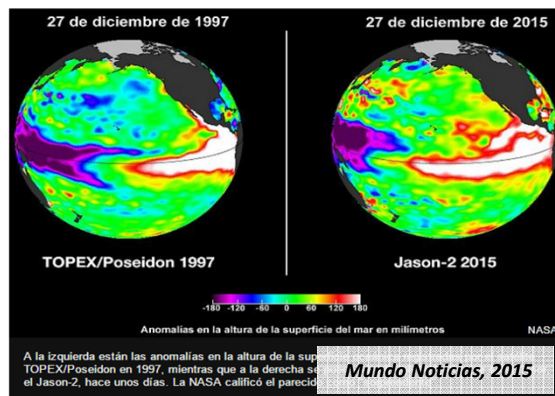 27 de diciembre de 1997
27 de diciembre de 2015
TOPEX/Poseidon 1997
Jason-2 2015
-180 -120 -60 0 60 120 180
Anomalías en la altura de la superficie del mar en milímetros
NASA
A la izquierda están las anomalías en la altura de la
TOPEX/Poseidon en 1997, mientras que a la derecha
el Jason-2, hace unos días. La NASA calificó el parecido
Mundo Noticias, 2015